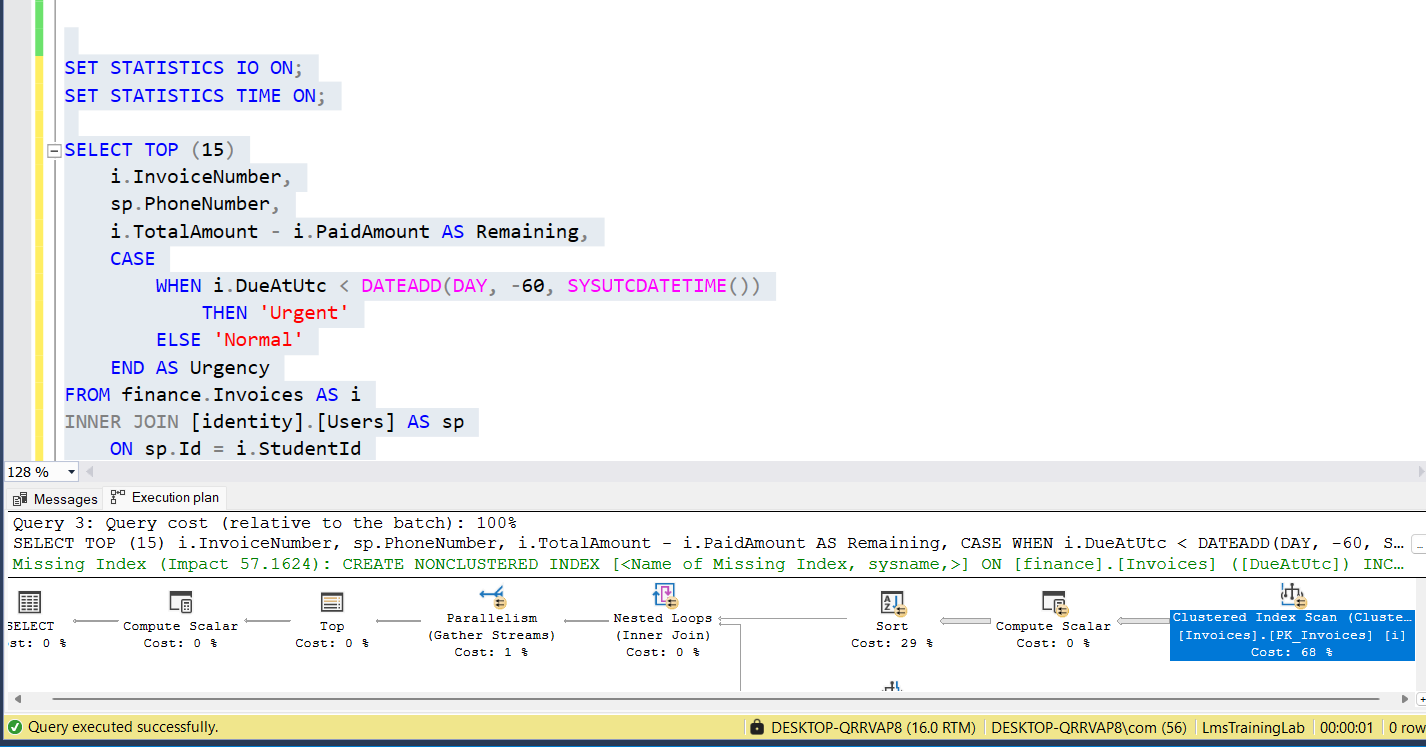 SET STATISTICS IO ON;
SET STATISTICS TIME ON;
SELECT TOP (15)
i.InvoiceNumber,
sp.PhoneNumber,
i.TotalAmount - i.PaidAmount AS Remaining,
CASE
WHEN i.DueAtUtc < DATEADD(DAY, -60, SYSUTCDATETIME())
THEN 'Urgent'
ELSE 'Normal'
END AS Urgency
FROM finance.Invoices AS i
INNER JOIN [identity].[Users] AS sp
ON sp.Id = i.StudentId
128 %
Messages Execution plan
Query 3: Query cost (relative to the batch): 100%
SELECT TOP (15) i.InvoiceNumber, sp.PhoneNumber, i.TotalAmount - i.PaidAmount AS Remaining, CASE WHEN i.DueAtUtc < DATEADD(DAY, -60, S...
Missing Index (Impact 57.1624): CREATE NONCLUSTERED INDEX [<Name of Missing Index, sysname,>] ON [finance].[Invoices] ([DueAtUtc]) INC...
SELECT
st: 0 %
Compute Scalar
Cost: 0 %
Top
Cost: 0 %
Parallelism
(Gather Streams)
Cost: 1 %
Nested Loops
(Inner Join)
Cost: 0 %
Sort
Cost: 29 %
Compute Scalar
Cost: 0 %
Clustered Index Scan (Cluste...
[Invoices].[PK_Invoices] [i]
Cost: 68 %
Query executed successfully.
DESKTOP-QRRVAP8 (16.0 RTM)
DESKTOP-QRRVAP8\com (56)
LmsTrainingLab
00:00:01
0 row